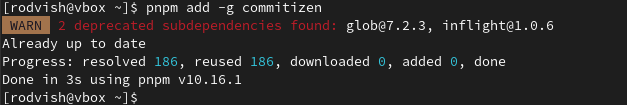 [rodvish@vbox ~]$ pnpm add -g commitizen
WARN 2 deprecated subdependencies found: glob@7.2.3, inflight@1.0.6
Already up to date
Progress: resolved 186, reused 186, downloaded 0, added 0, done
Done in 3s using pnpm v10.16.1
[rodvish@vbox ~]$